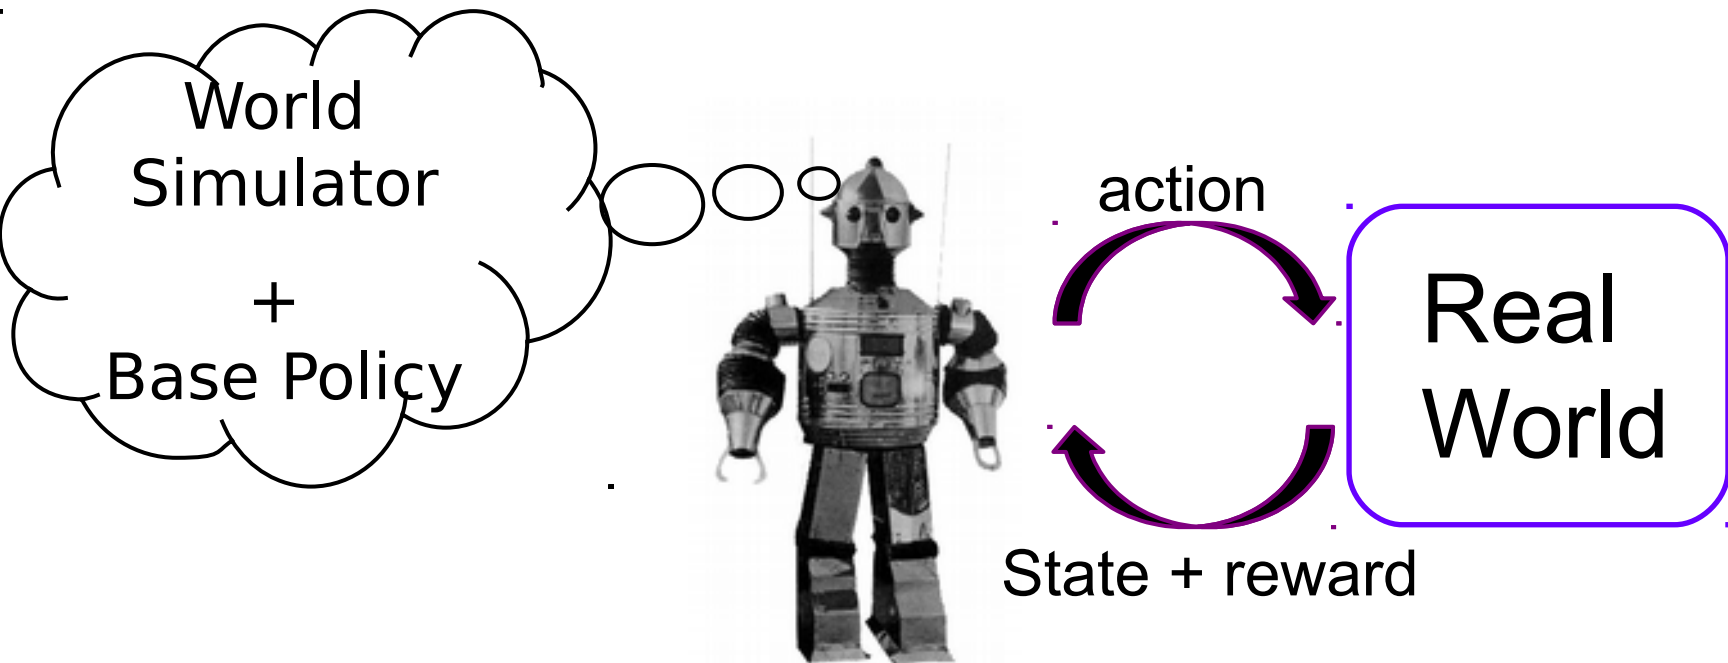 World
Simulator
+
Base Policy
action
Real
World
State + reward